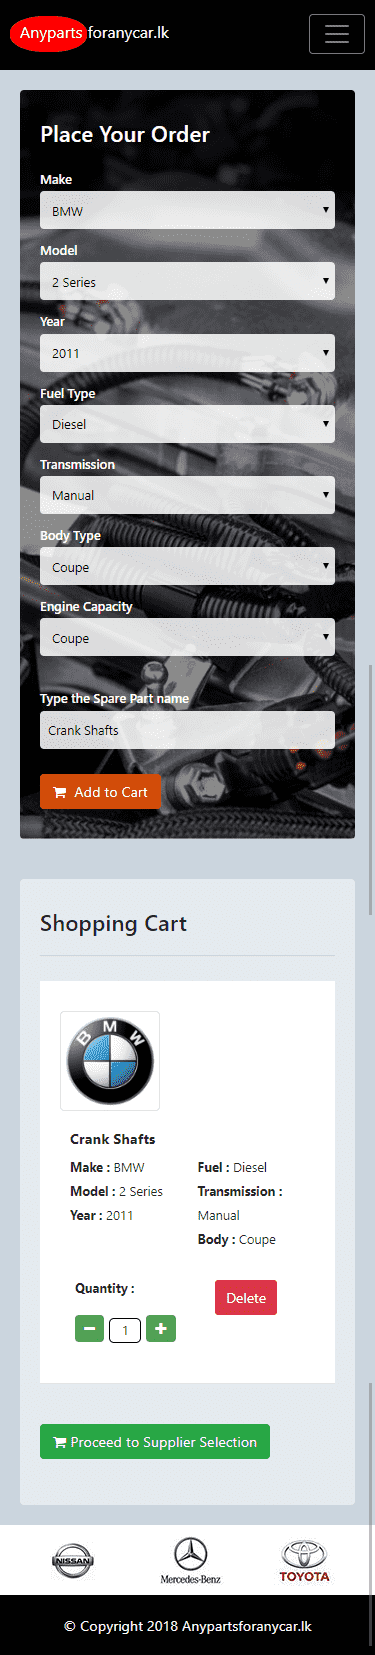 Anypartsforanycar.lk
Place Your Order
Make
BMW
Model
2 Series
Year
2011
Fuel Type
Diesel
Transmission
Manual
Body Type
Coupe
Engine Capacity
Coupe
Type the Spare Part name
Crank Shafts
Add to Cart
Shopping Cart
BMW
Crank Shafts
Make : BMW
Model : 2 Series
Year : 2011
Fuel : Diesel
Transmission :
Manual
Body : Coupe
Quantity :
1
Delete
Proceed to Supplier Selection
NISSAN
Mercedes-Benz
TOYOTA
© Copyright 2018 Anypartsforanycar.lk